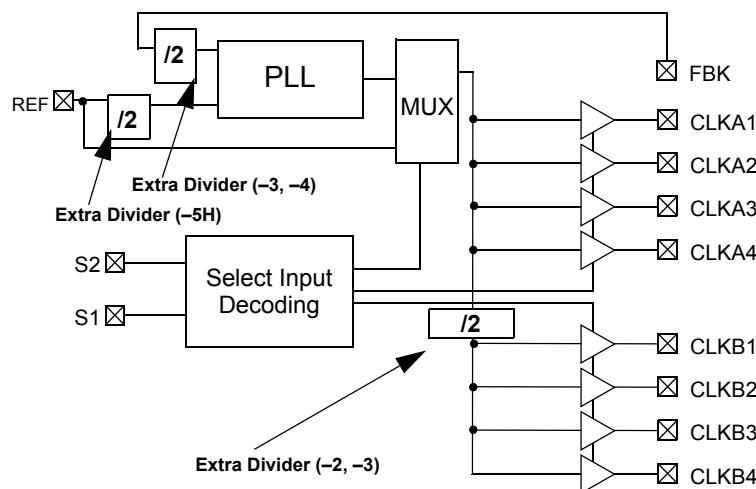 /2
PLL
MUX
FBK
REF
/2
CLKA1
CLKA2
CLKA3
CLKA4
Extra Divider (–3, –4)
Extra Divider (–5H)
S2
S1
Select Input
Decoding
/2
CLKB1
CLKB2
CLKB3
CLKB4
Extra Divider (–2, –3)